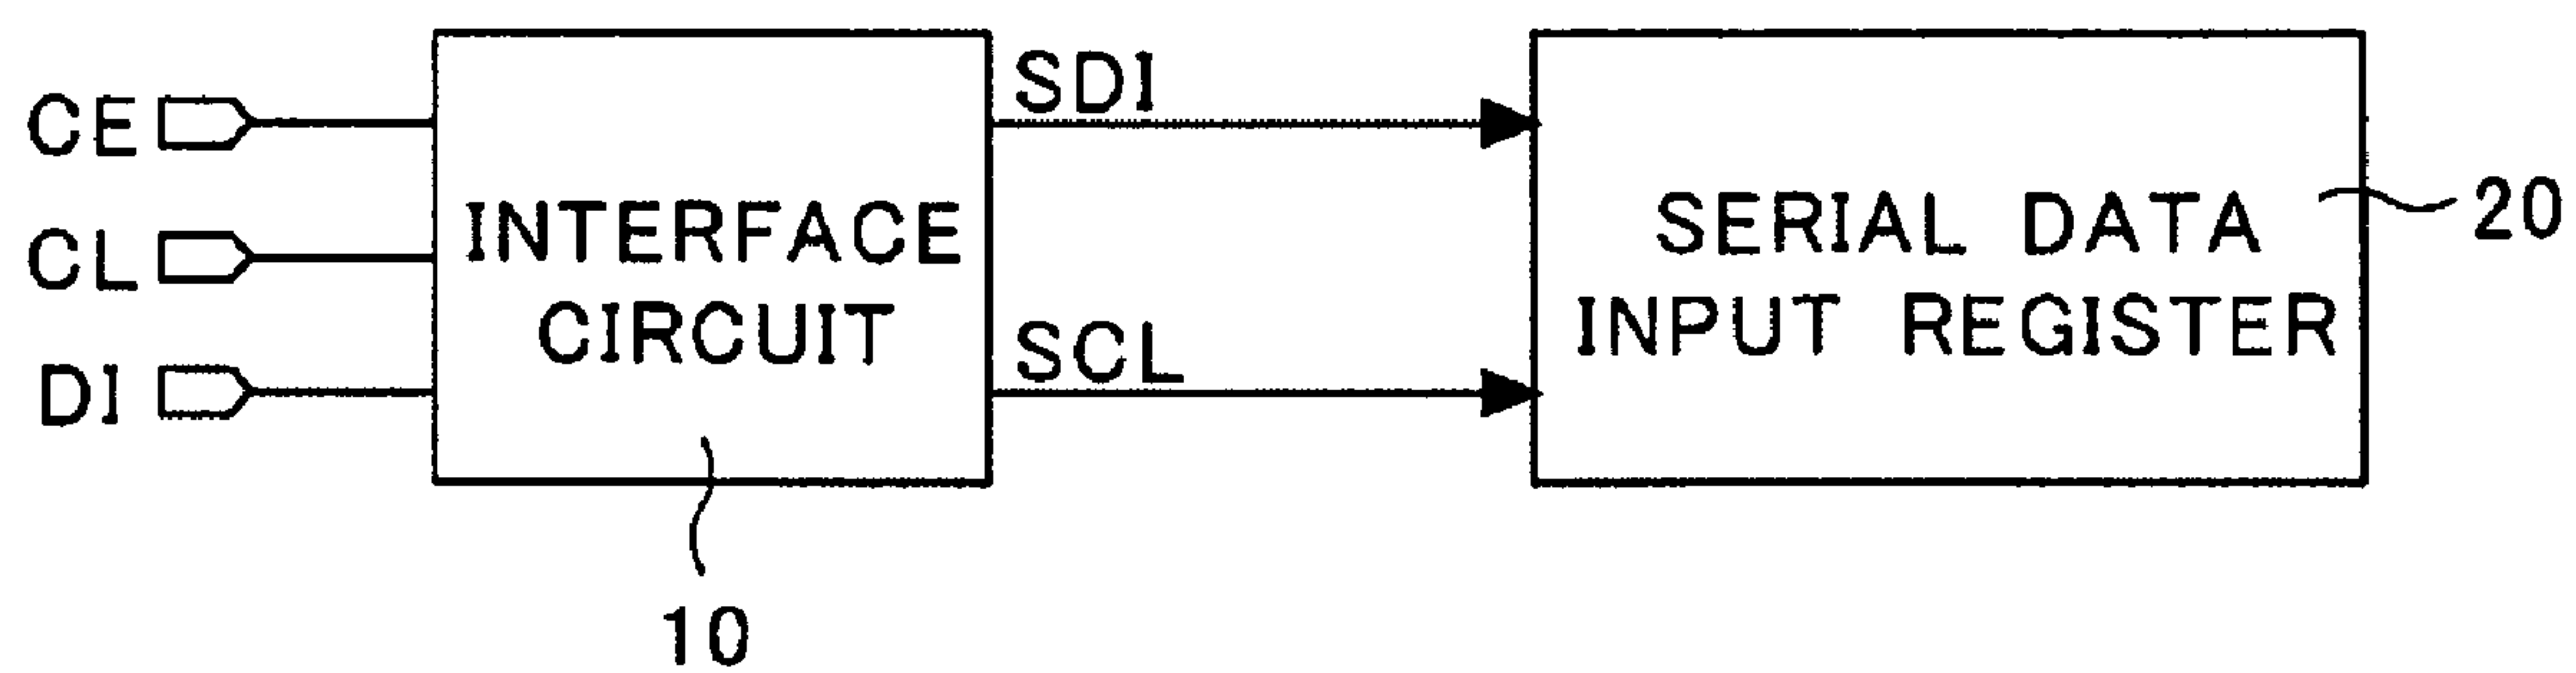 CE
CL
DI
INTERFACE
CIRCUIT
10
SDI
SCL
SERIAL DATA
INPUT REGISTER
20